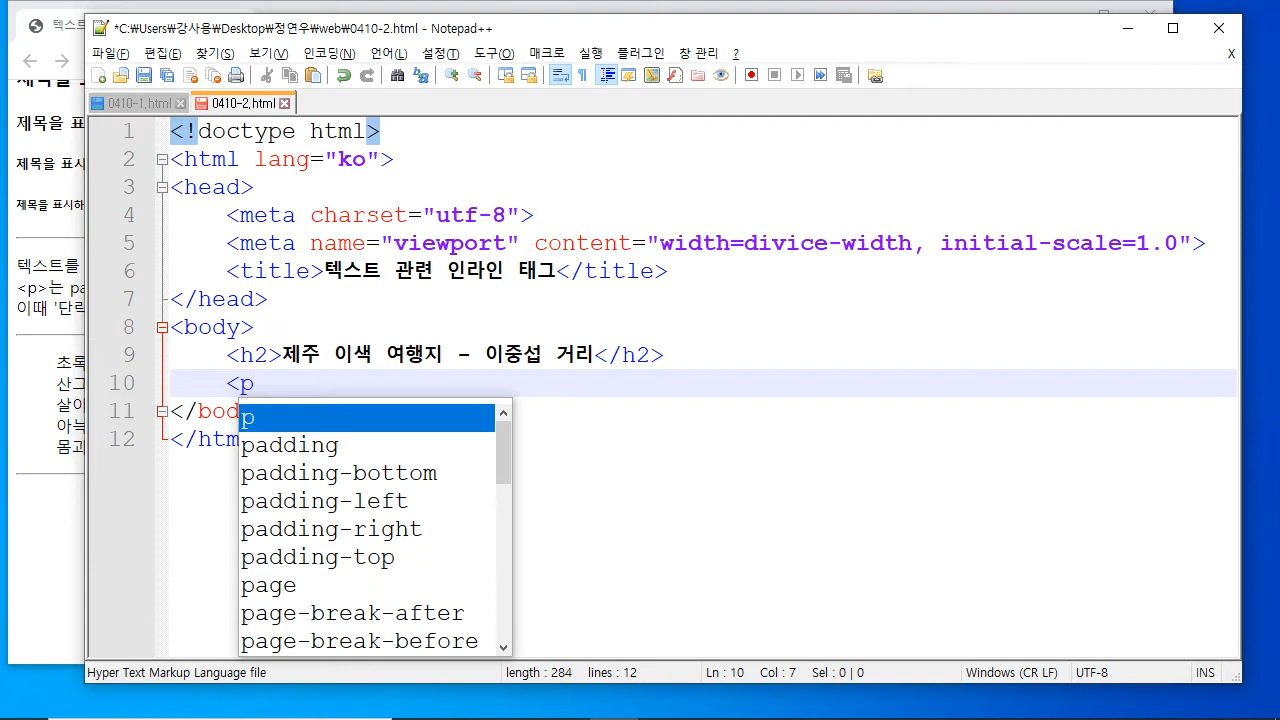 텍스트
*C:\Users\강사용\Desktop\정연우\web\0410-2.html - Notepad++
파일(F) 편집(E) 찾기(S) 보기(V) 인코딩(N) 언어(L) 설정(T) 도구(O) 매크로 실행 플러그인 창 관리 ? X
0410-1.html 0410-2.html
제목을 표
제목을 표시
제목을 표시하
텍스트를
<p>는 pa
이때 '단락
초록
산그
살아
아늑
몸과
1 <!doctype html>
2 <html lang="ko">
3 <head>
4 <meta charset="utf-8">
5 <meta name="viewport" content="width=divice-width, initial-scale=1.0">
6 <title>텍스트 관련 인라인 태그</title>
7 </head>
8 <body>
9 <h2>제주 이색 여행지 - 이중섭 거리</h2>
10 <p
11 </bod
12 </htm
p
padding
padding-bottom
padding-left
padding-right
padding-top
page
page-break-after
page-break-before
Hyper Text Markup Language file length : 284 lines : 12 Ln : 10 Col : 7 Sel : 0 | 0 Windows (CR LF) UTF-8 INS